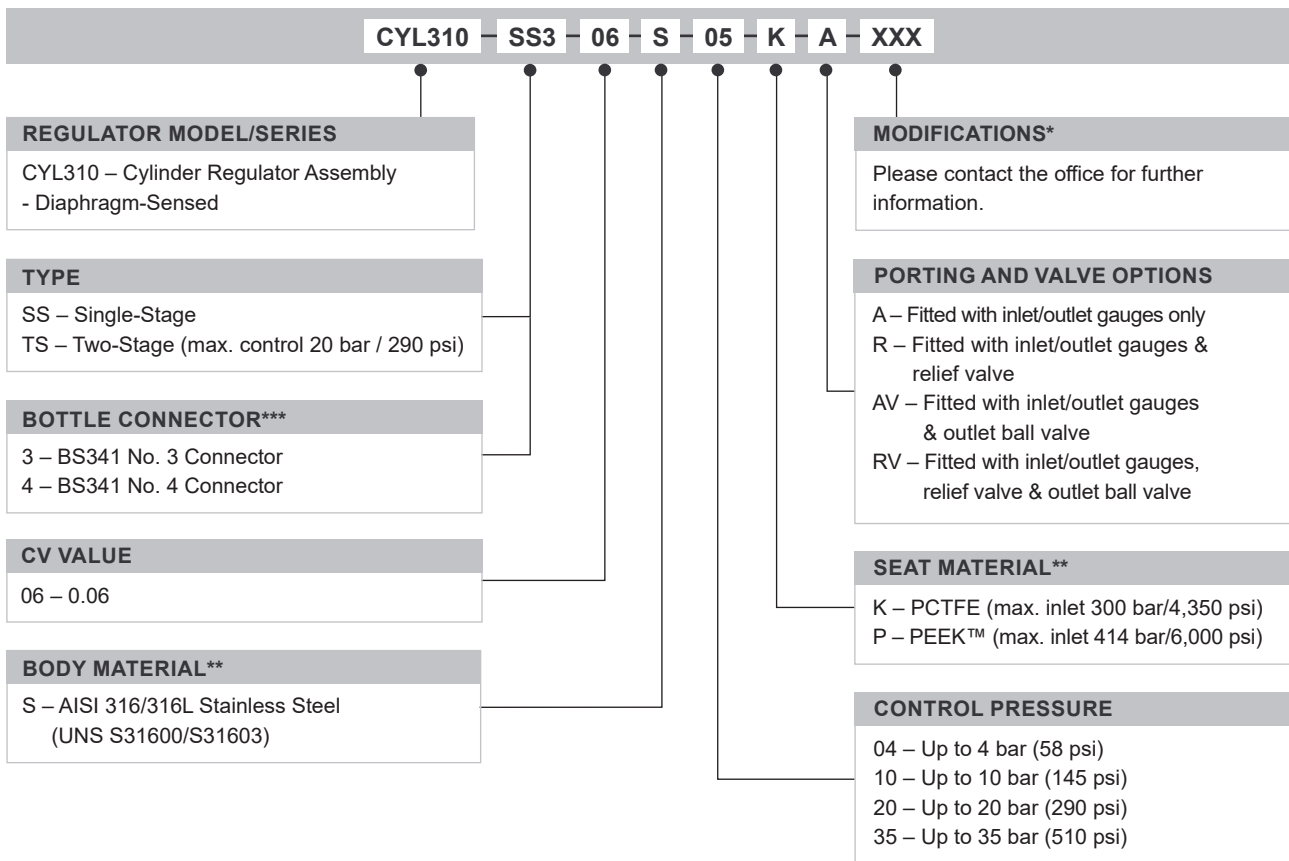 CYL310 SS3 06 S 05 K A XXX
REGULATOR MODEL/SERIES
CYL310 – Cylinder Regulator Assembly
- Diaphragm-Sensed
TYPE
SS – Single-Stage
TS – Two-Stage (max. control 20 bar / 290 psi)
BOTTLE CONNECTOR***
3 – BS341 No. 3 Connector
4 – BS341 No. 4 Connector
CV VALUE
06 – 0.06
BODY MATERIAL**
S – AISI 316/316L Stainless Steel
(UNS S31600/S31603)
MODIFICATIONS*
Please contact the office for further
information.
PORTING AND VALVE OPTIONS
A – Fitted with inlet/outlet gauges only
R – Fitted with inlet/outlet gauges &
relief valve
AV – Fitted with inlet/outlet gauges
& outlet ball valve
RV – Fitted with inlet/outlet gauges,
relief valve & outlet ball valve
SEAT MATERIAL**
K – PCTFE (max. inlet 300 bar/4,350 psi)
P – PEEK™ (max. inlet 414 bar/6,000 psi)
CONTROL PRESSURE
04 – Up to 4 bar (58 psi)
10 – Up to 10 bar (145 psi)
20 – Up to 20 bar (290 psi)
35 – Up to 35 bar (510 psi)